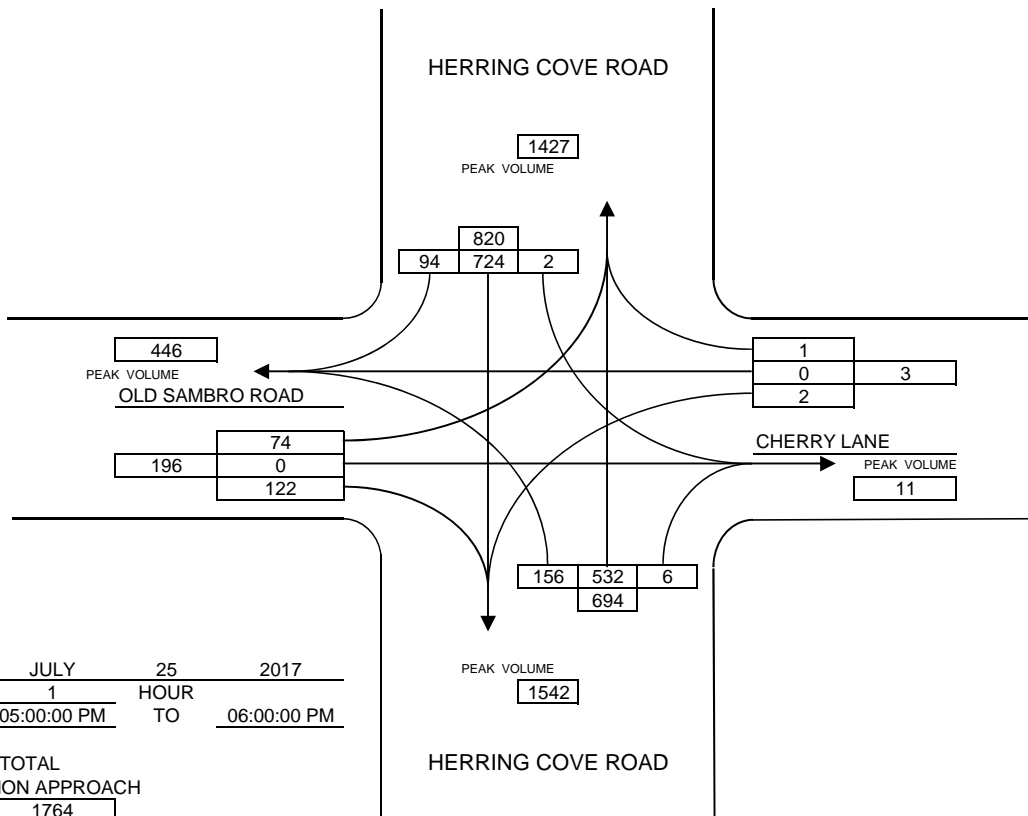 HERRING COVE ROAD
1427
PEAK VOLUME
820
94 724 2
446
PEAK VOLUME
OLD SAMBRO ROAD
1
0 3
2
74
196 0
122
CHERRY LANE
PEAK VOLUME
11
156 532 6
694
PEAK VOLUME
1542
HERRING COVE ROAD
JULY 25 2017
1 HOUR
05:00:00 PM TO 06:00:00 PM
TOTAL
ION APPROACH
1764